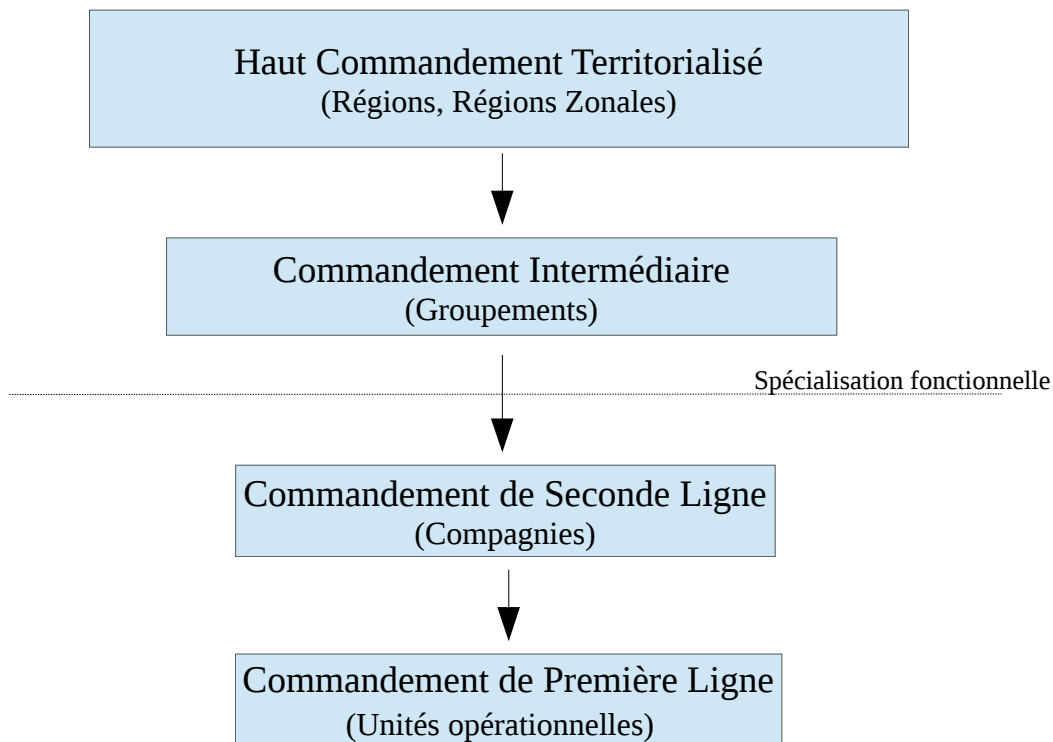 Haut Commandement Territorialisé
(Régions, Régions Zonales)
Commandement Intermédiaire
(Groupements)
Spécialisation fonctionnelle
Commandement de Seconde Ligne
(Compagnies)
Commandement de Première Ligne
(Unités opérationnelles)